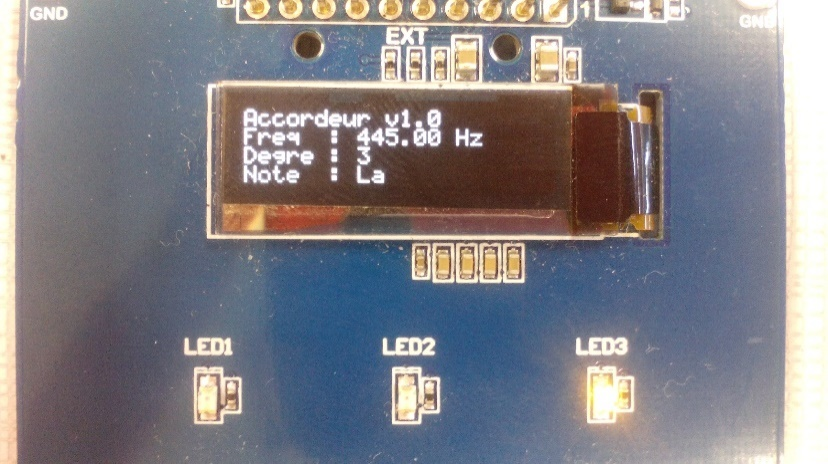 GND
1
GND
EXT
Accordeur v1.0
Freq : 445.00 Hz
Degre : 3
Note : La
LED1
LED2
LED3